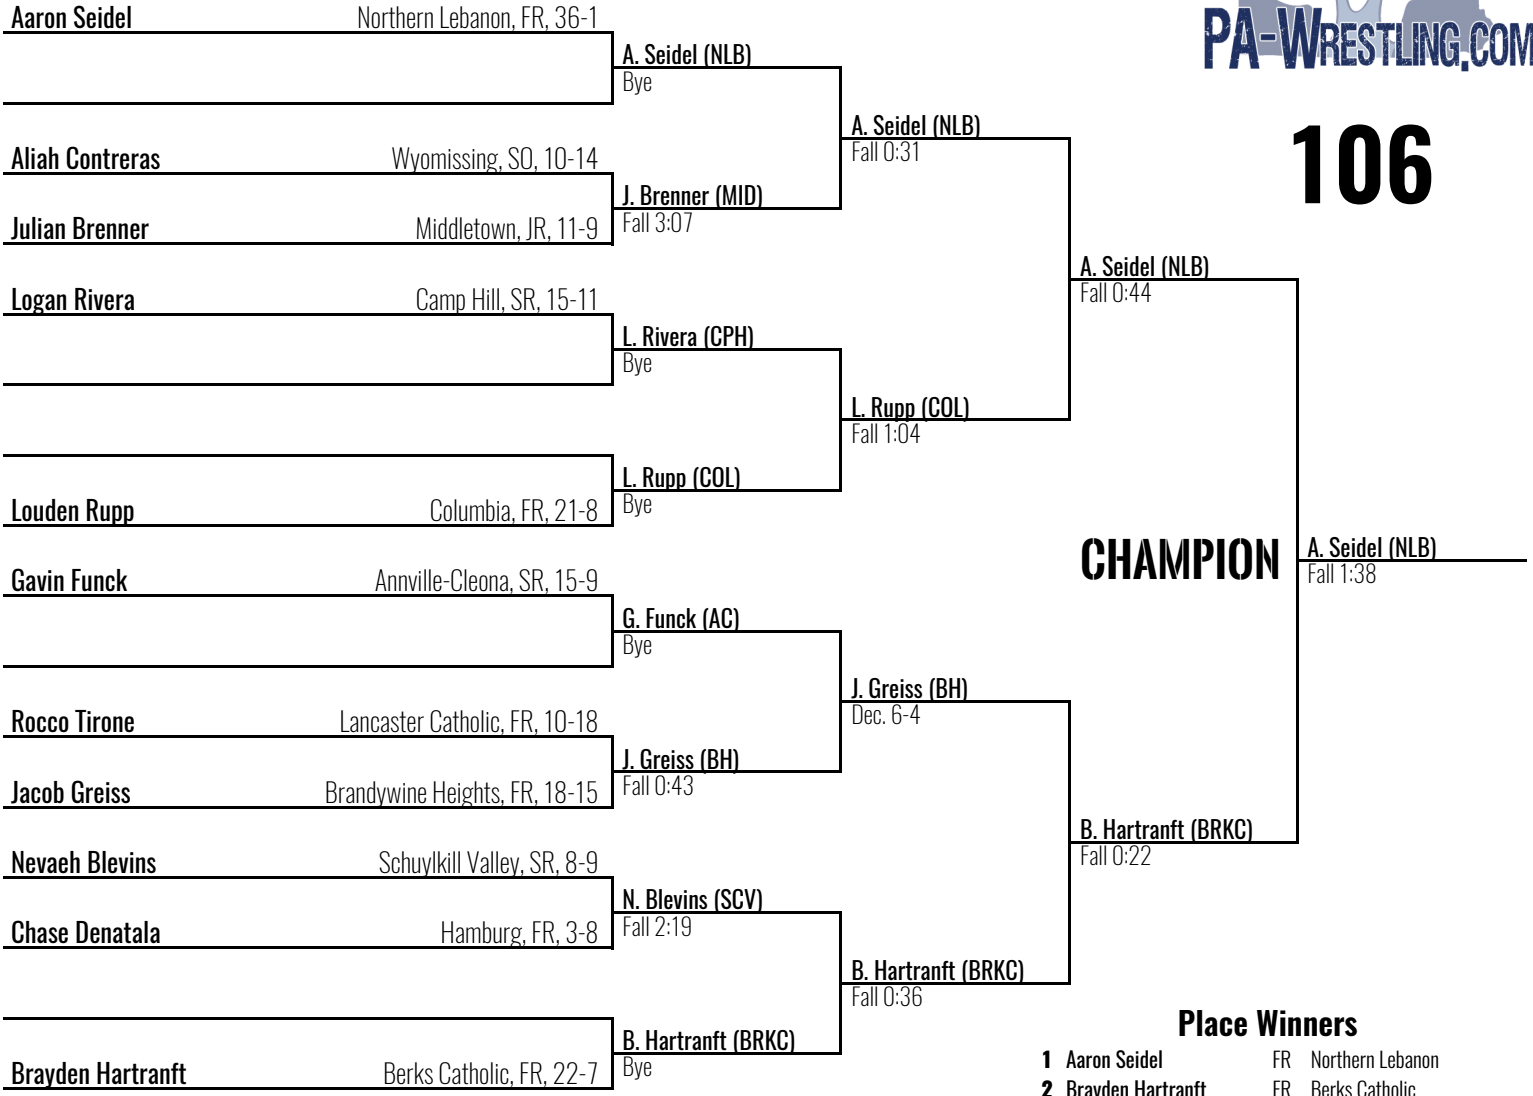 PA-WRESTLING.COM
106
Aaron Seidel Northern Lebanon, FR, 36-1
A. Seidel (NLB)
Bye
A. Seidel (NLB)
Fall 0:31
Aliah Contreras Wyomissing, SO, 10-14
J. Brenner (MID)
Fall 3:07
Julian Brenner Middletown, JR, 11-9
A. Seidel (NLB)
Fall 0:44
Logan Rivera Camp Hill, SR, 15-11
L. Rivera (CPH)
Bye
L. Rupp (COL)
Fall 1:04
L. Rupp (COL)
Bye
Louden Rupp Columbia, FR, 21-8
CHAMPION
A. Seidel (NLB)
Fall 1:38
Gavin Funck Annville-Cleona, SR, 15-9
G. Funck (AC)
Bye
J. Greiss (BH)
Dec. 6-4
Rocco Tirone Lancaster Catholic, FR, 10-18
J. Greiss (BH)
Fall 0:43
Jacob Greiss Brandywine Heights, FR, 18-15
B. Hartranft (BRKC)
Fall 0:22
Nevaeh Blevins Schuylkill Valley, SR, 8-9
N. Blevins (SCV)
Fall 2:19
Chase Denatala Hamburg, FR, 3-8
B. Hartranft (BRKC)
Fall 0:36
B. Hartranft (BRKC)
Bye
Brayden Hartranft Berks Catholic, FR, 22-7
Place Winners
1 Aaron Seidel FR Northern Lebanon
2 Brayden Hartranft FR Berks Catholic